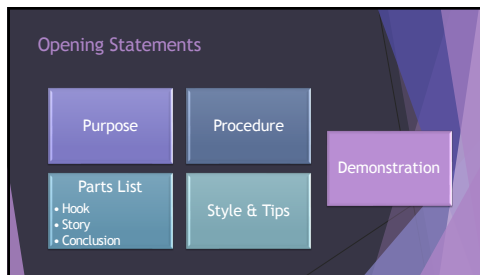 Opening Statements
Purpose
Procedure
Parts List
• Hook
• Story
• Conclusion
Style & Tips
Demonstration